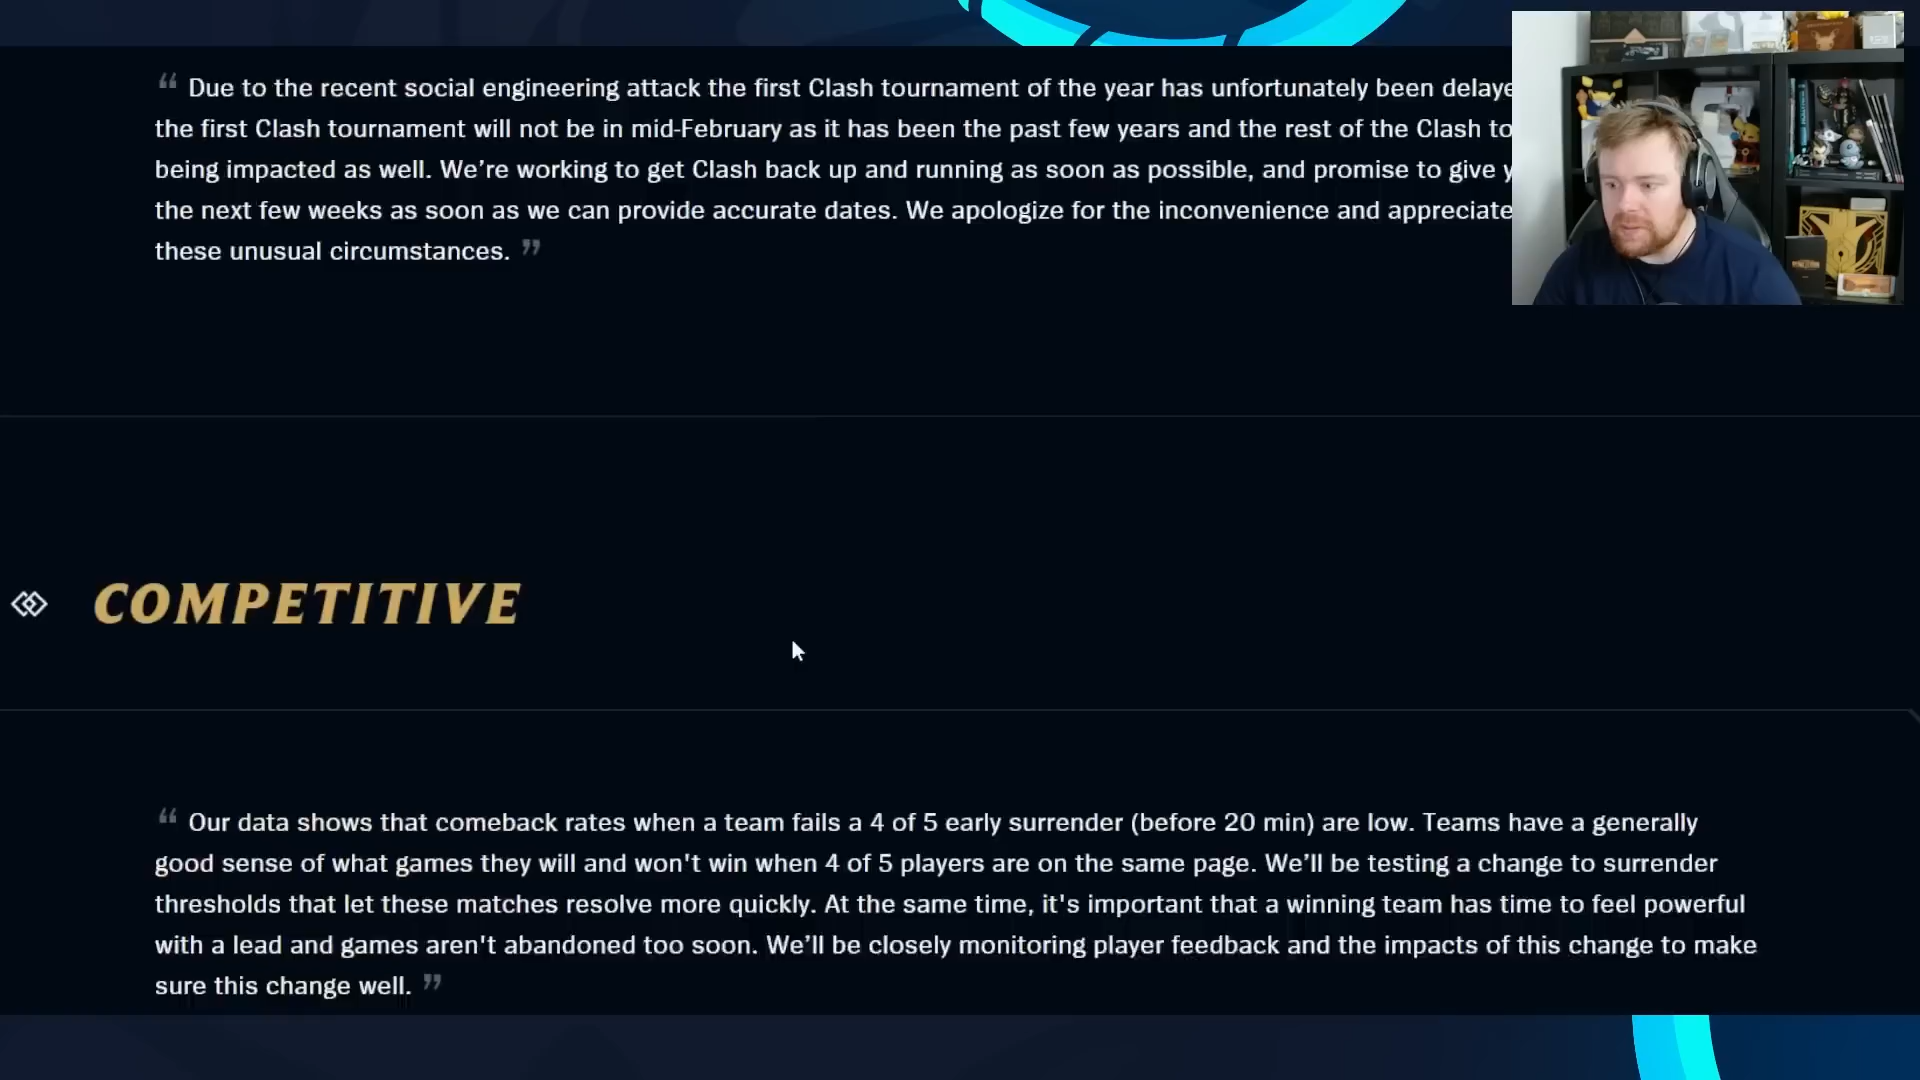 “ Due to the recent social engineering attack the first Clash tournament of the year has unfortunately been
the first Clash tournament will not be in mid-February as it has been the past few years and the rest of the Clash
being impacted as well. We’re working to get Clash back up and running as soon as possible, and promise to give
the next few weeks as soon as we can provide accurate dates. We apologize for the inconvenience and appreciate
these unusual circumstances. ”
COMPETITIVE
“ Our data shows that comeback rates when a team fails a 4 of 5 early surrender (before 20 min) are low. Teams have a generally
good sense of what games they will and won't win when 4 of 5 players are on the same page. We’ll be testing a change to surrender
thresholds that let these matches resolve more quickly. At the same time, it's important that a winning team has time to feel powerful
with a lead and games aren't abandoned too soon. We’ll be closely monitoring player feedback and the impacts of this change to make
sure this change well. ”